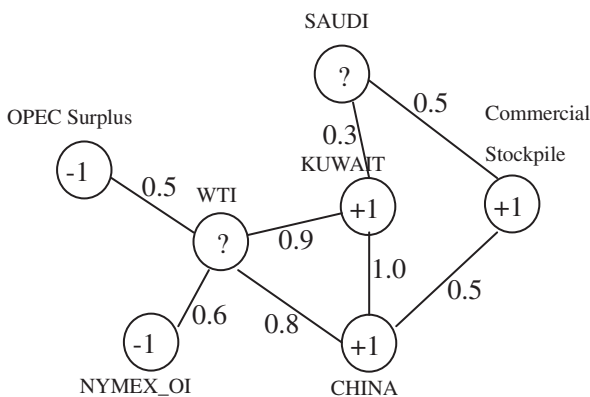 SAUDI
?
0.5
Commercial
OPEC Surplus
0.3
Stockpile
KUWAIT
-1
0.5
WTI
+1
+1
?
0.9
1.0
0.5
0.6
0.8
-1
+1
NYMEX_OI
CHINA